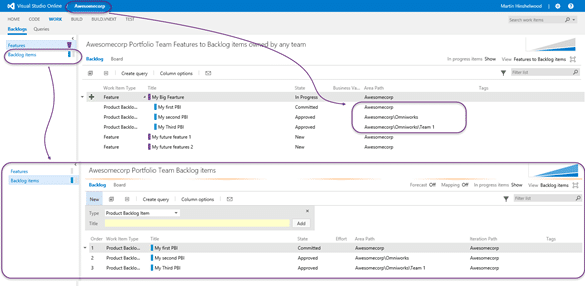 Visual Studio Online Awesomecorp Martin Hinshelwood
HOME CODE WORK BUILD BUILD.VNEXT TEST
Backlogs Queries
Search work items
Features
Backlog items
Awesomecorp Portfolio Team Features to Backlog items owned by any team
Backlog Board In progress items Show View Features to Backlog items
Create query Column options Filter list
Work Item Type Title State Business Va... Area Path Tags
Feature My Big Fearture In Progress Awesomecorp
Product Backlo... My first PBI Committed Awesomecorp
Product Backlo... My second PBI Approved Awesomecorp\Omniworks
Product Backlo... My Third PBI Approved Awesomecorp\Omniworks\Team 1
Feature My future feature 1 New Awesomecorp
Feature My future features 2 New Awesomecorp
Features
Backlog items
Awesomecorp Portfolio Team Backlog items
Backlog Board Forecast Off Mapping Off In progress items Show View Backlog items
New Create query Column options Filter list
Type Product Backlog Item
Title Add
Order Work Item Type Title State Effort Area Path Iteration Path Tags
1 Product Backlo... My first PBI Committed Awesomecorp Awesomecorp
2 Product Backlo... My second PBI Approved Awesomecorp\Omniworks Awesomecorp
3 Product Backlo... My Third PBI Approved Awesomecorp\Omniworks\Team 1 Awesomecorp